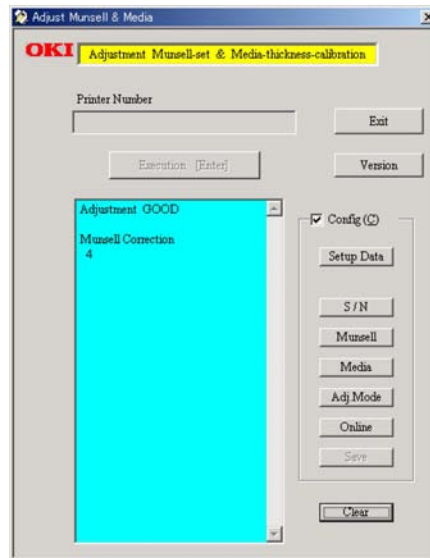 Adjust Munsell & Media
OKI
Adjustment Munsell-set & Media-thickness-calibration
Printer Number
Exit
Execution [Enter]
Version
Adjustment GOOD
Munsell Correction
4
Config (C)
Setup Data
S / N
Munsell
Media
Adj.Mode
Online
Save
Clear